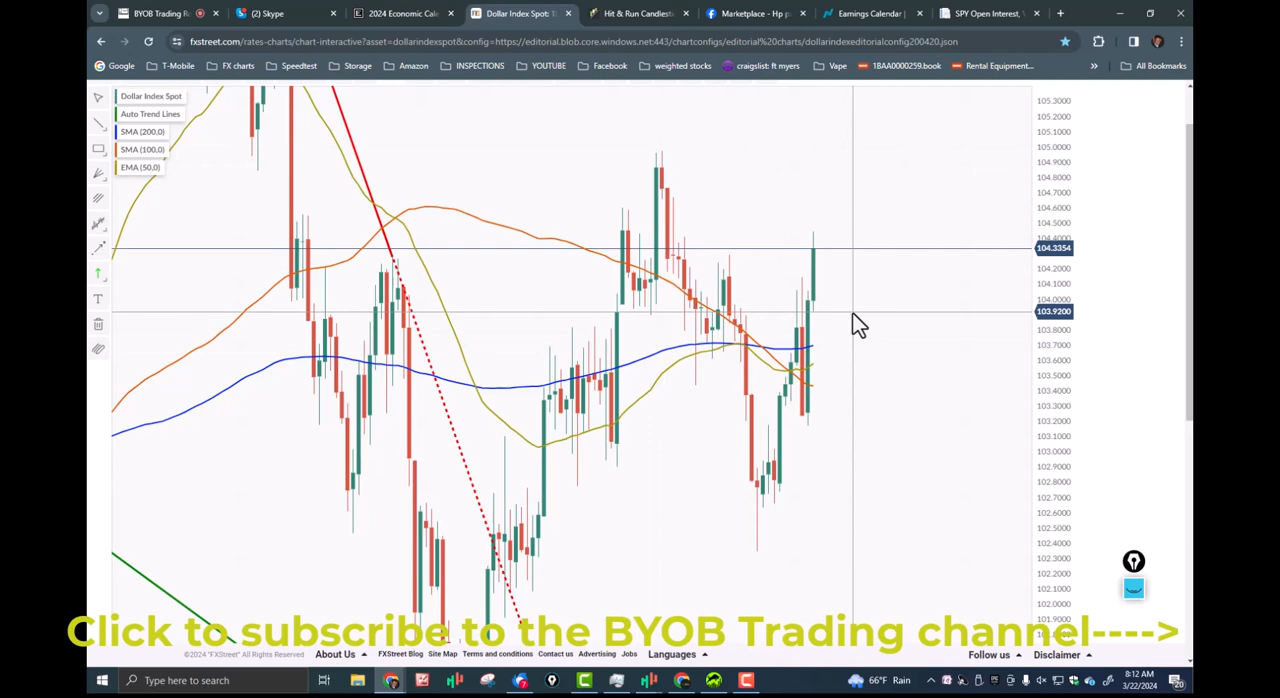 BYOB Trading R
(2) Skype
2024 Economic Cale
Dollar Index Spot: T
Hit & Run Candlesti
Marketplace - Hp p
Earnings Calendar |
SPY Open Interest, V
fxstreet.com/rates-charts/chart-interactive?asset=dollarindexspot&config=https://editorial.blob.core.windows.net:443/chartconfigs/editorial%20charts/dollarindexeditorialconfig200420.json
Google T-Mobile FX charts Speedtest Storage Amazon INSPECTIONS YOUTUBE Facebook weighted stocks craigslist: ft myers Vape 1BAA0000259.book Rental Equipment... » All Bookmarks
Dollar Index Spot
Auto Trend Lines
SMA (200,0)
SMA (100,0)
EMA (50,0)
T
105.3000
105.2000
105.1000
105.0000
104.9000
104.8000
104.7000
104.6000
104.5000
104.4000
104.3354
104.2000
104.1000
104.0000
103.9200
103.8000
103.7000
103.6000
103.5000
103.4000
103.3000
103.2000
103.1000
103.0000
102.9000
102.8000
102.7000
102.6000
102.5000
102.4000
102.3000
102.2000
102.1000
102.0000
Click to subscribe to the BYOB Trading channel---->
©2024 "FXStreet" All Rights Reserved About Us FXStreet Blog Site Map Terms and conditions Contact us Advertising Jobs Languages Follow us Disclaimer
Type here to search
66°F Rain
8:12 AM
3/22/2024
20